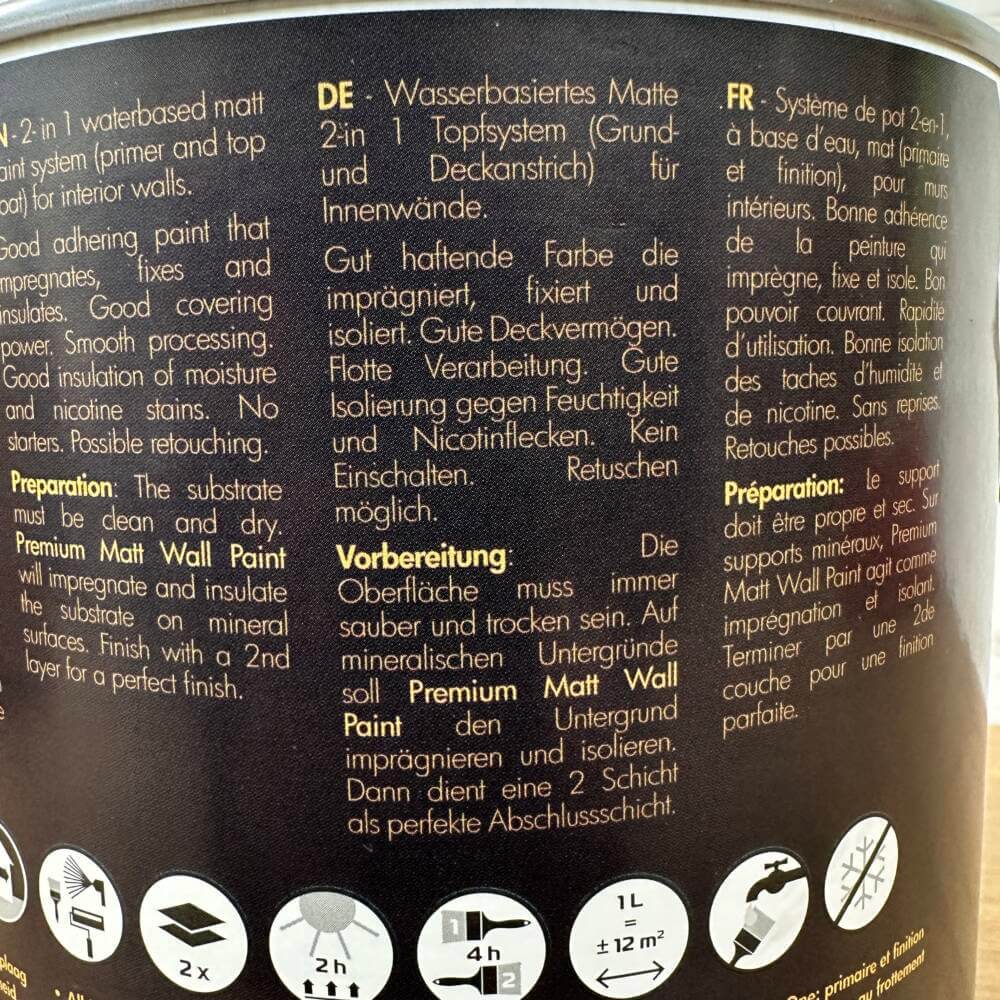 - 2- in 1 waterbased matt
system (primer and top
for interior walls.
Good adhering paint that
impregnates, fixes and
insulates. Good covering
power. Smooth processing.
Good insulation of moisture
and nicotine stains. No
starters. Possible retouching.
Preparation: The substrate
must be clean and dry.
Premium Matt Wall Paint
will impregnate and insulate
the substrate on mineral
surfaces. Finish with a 2nd
layer for a perfect finish.
DE - Wasserbasiertes Matte
2-in 1 Topfsystem (Grund-
und Deckanstrich) für
Innenwände.
Gut haftende Farbe die
imprägniert, fixiert und
isoliert. Gute Deckvermögen.
Flotte Verarbeitung. Gute
Isolierung gegen Feuchtigkeit
und Nicotinflecken. Kein
Einschalten. Retuschen
möglich.
Vorbereitung: Die
Oberfläche muss immer
sauber und trocken sein. Auf
mineralischen Untergründe
soll Premium Matt Wall
Paint den Untergrund
imprägnieren und isolieren.
Dann dient eine 2 Schicht
als perfekte Abschlussschicht.
FR - Système de pot 2-en-1,
à base d'eau, mat (primaire
et finition), pour murs
intérieurs. Bonne adhérence
de la peinture qui
imprègne, fixe et isole. Bon
pouvoir couvrant. Rapidité
d'utilisation. Bonne isolation
des taches d'humidité et
de nicotine. Sans reprises.
Retouches possibles.
Préparation: Le support
doit être propre et sec. Sur
supports minéraux, Premium
Matt Wall Paint agit comme
imprégnation et isolant.
Terminer par une 2de
couche pour une finition
parfaite.
2 x
2 h
1
4 h
2
1 L
=
± 12 m²
primaire et finition
au frottement